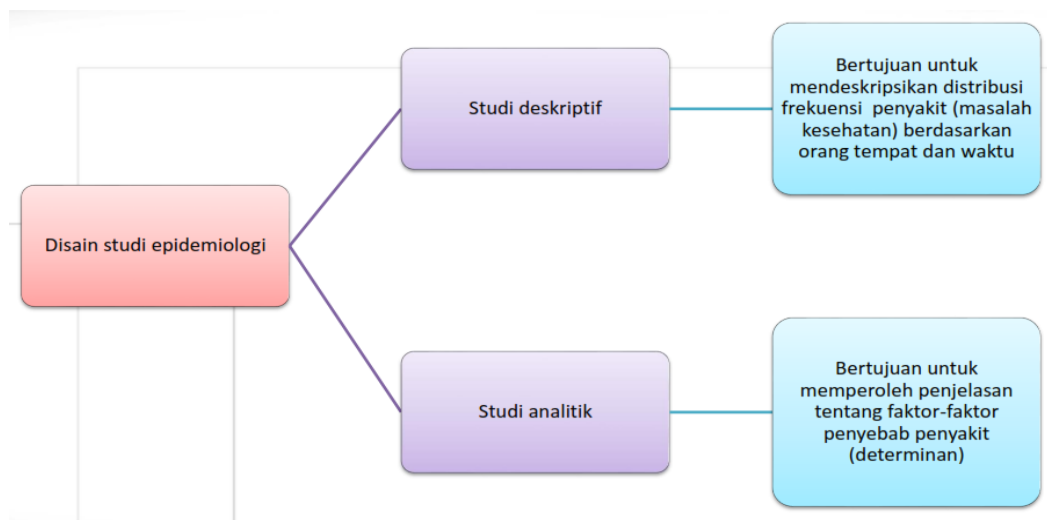 Disain studi epidemiologi
Studi deskriptif
Bertujuan untuk
mendeskripsikan distribusi
frekuensi penyakit (masalah
kesehatan) berdasarkan
orang tempat dan waktu
Studi analitik
Bertujuan untuk
memperoleh penjelasan
tentang faktor-faktor
penyebab penyakit
(determinan)